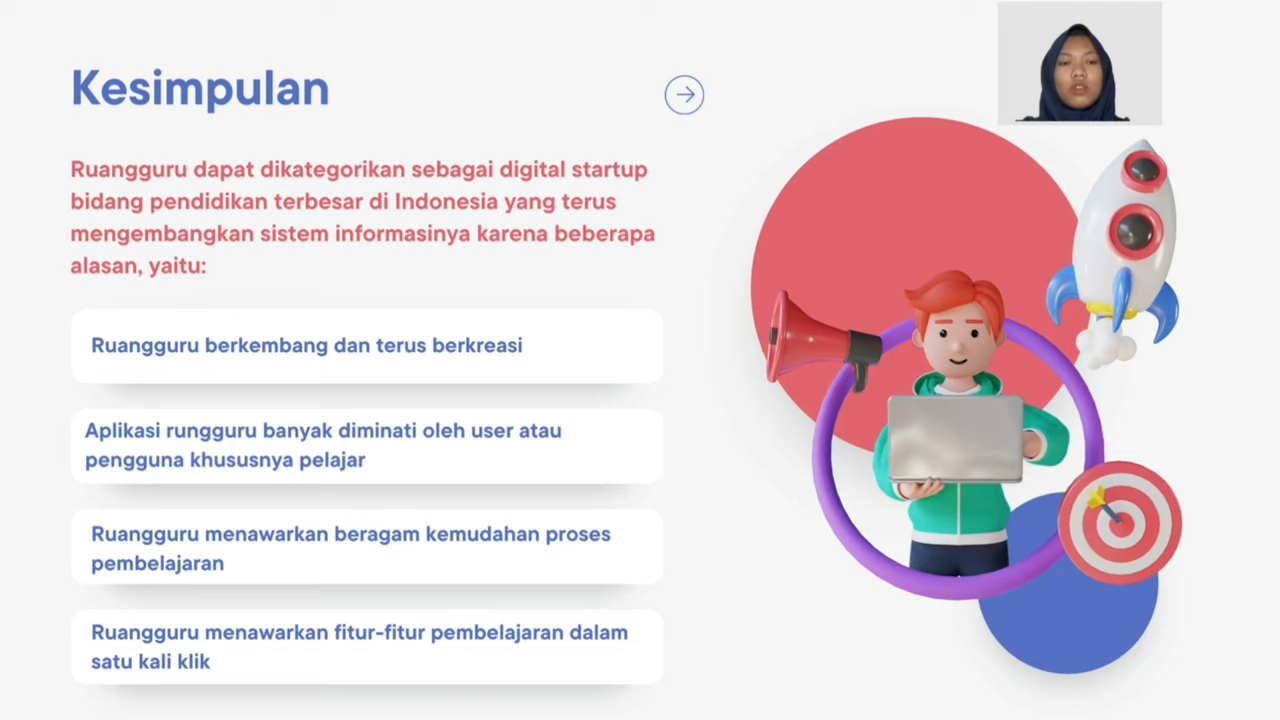 Kesimpulan
Ruangguru dapat dikategorikan sebagai digital startup
bidang pendidikan terbesar di Indonesia yang terus
mengembangkan sistem informasinya karena beberapa
alasan, yaitu:
Ruangguru berkembang dan terus berkreasi
Aplikasi rungguru banyak diminati oleh user atau
pengguna khususnya pelajar
Ruangguru menawarkan beragam kemudahan proses
pembelajaran
Ruangguru menawarkan fitur-fitur pembelajaran dalam
satu kali klik